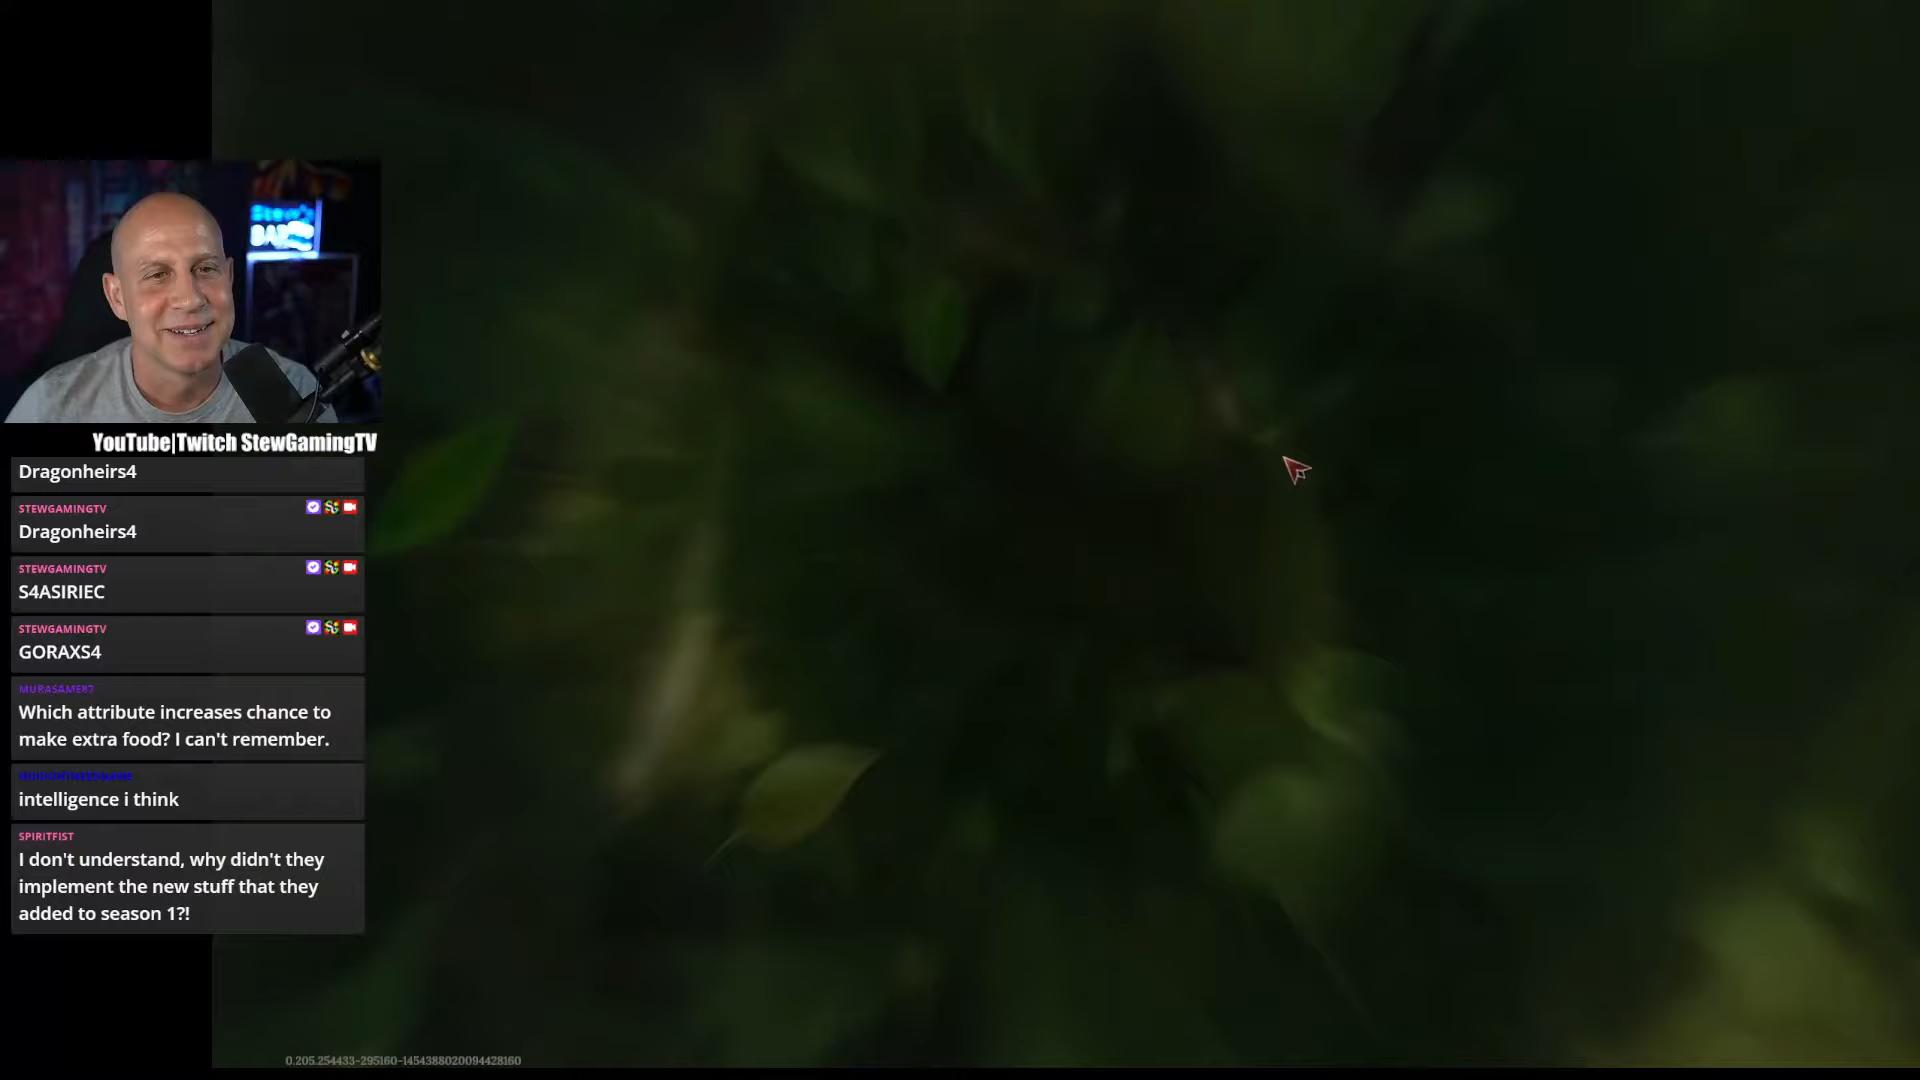 Stew's
YouTube|Twitch StewGamingTV
Dragonheirs4
STEWGAMINGTV
Dragonheirs4
STEWGAMINGTV
S4ASIRIEC
STEWGAMINGTV
GORAXS4
Which attribute increases chance to
make extra food? I can't remember.
intelligence i think
SPIRITFIST
I don't understand, why didn't they
implement the new stuff that they
added to season 1?!
0.205.254433-295160-1454388020094428160